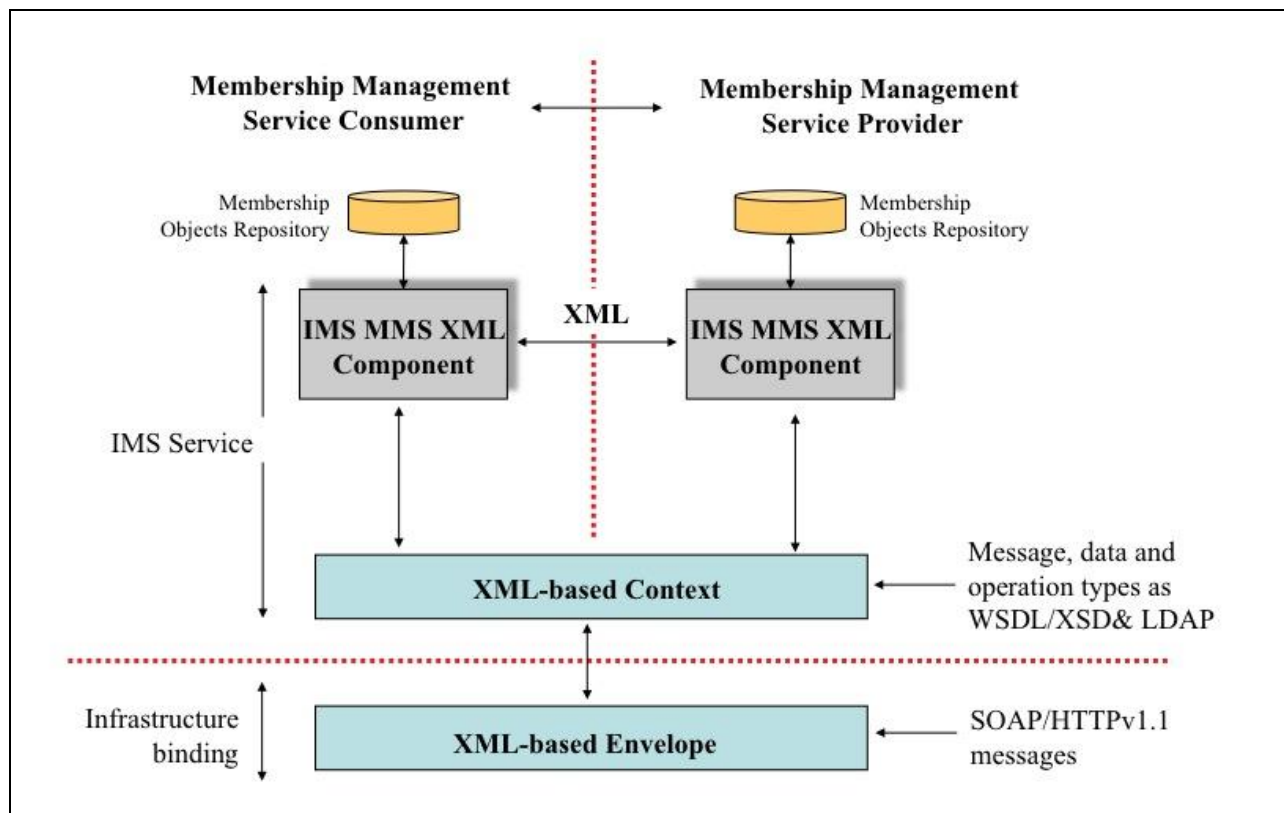 Membership Management
Service Consumer
Membership Management
Service Provider
Membership
Objects Repository
Membership
Objects Repository
IMS MMS XML
Component
XML
IMS MMS XML
Component
IMS Service
XML-based Context
Message, data and
operation types as
WSDL/XSD& LDAP
Infrastructure
binding
XML-based Envelope
SOAP/HTTPv1.1
messages